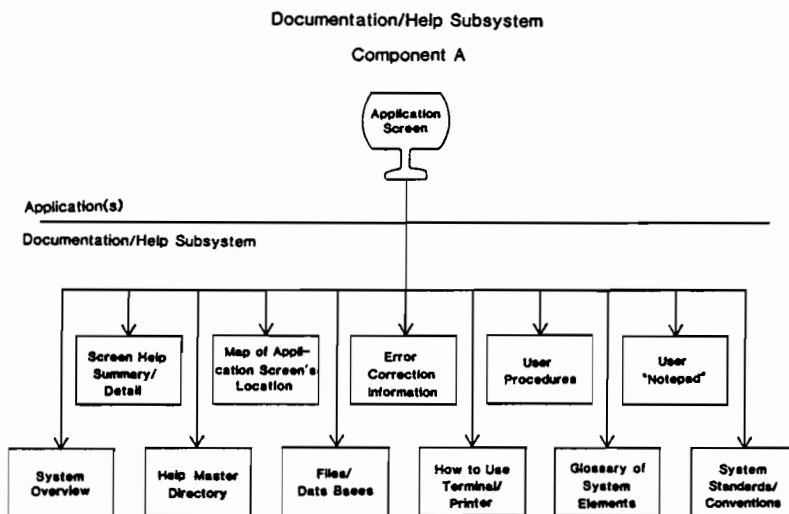 Documentation/Help Subsystem
Component A
Application
Screen
Application(s)
Documentation/Help Subsystem
Screen Help
Summary/
Detail
Map of Appli-
cation Screen's
Location
Error
Correction
Information
User
Procedures
User
"Notepad"
System
Overview
Help Master
Directory
Files/
Data Bases
How to Use
Terminal/
Printer
Glossary of
System
Elements
System
Standards/
Conventions